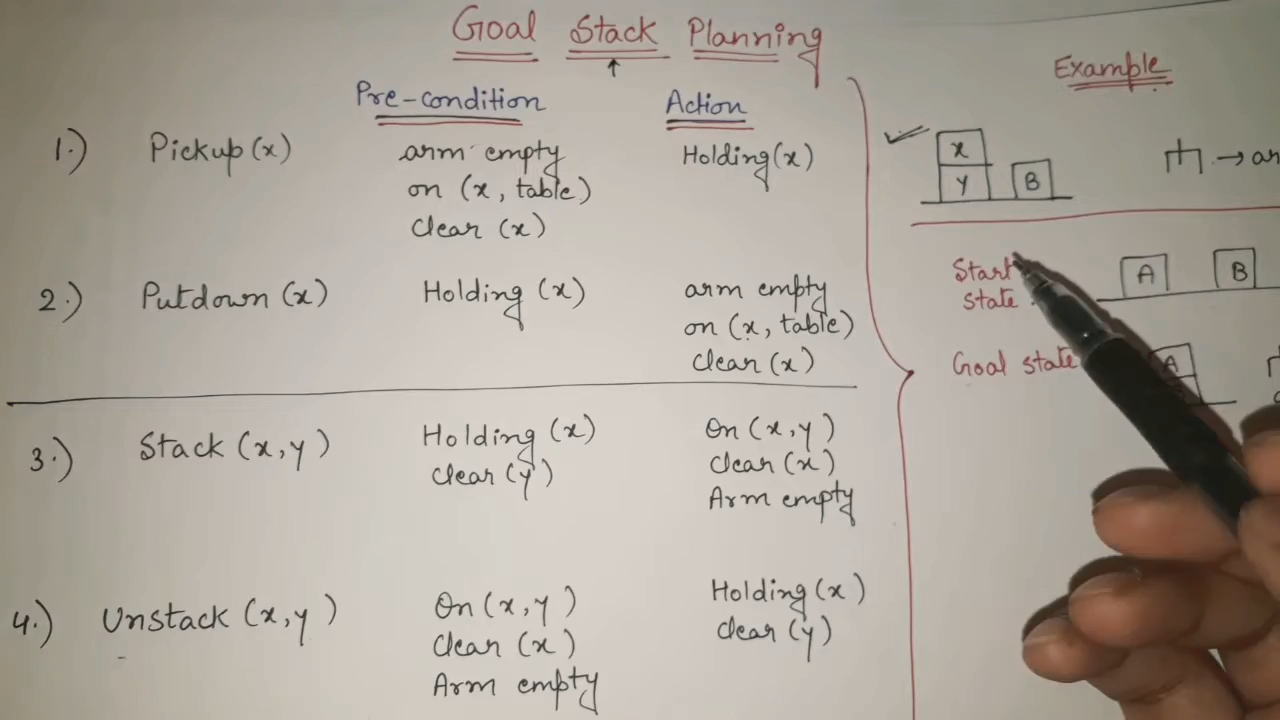 Goal Stack Planning
Pre-condition Action
1.) Pickup (x) arm empty Holding (x)
on (x, table)
Clear (x)
2.) Putdown (x) Holding (x) arm empty
on (x, table)
Clear (x)
3.) Stack (x,y) Holding (x) On (x,y)
Clear (y) Clear (x)
Arm empty
4.) Unstack (x,y) On (x,y) Holding (x)
Clear (x) Clear (y)
Arm empty
Example
x
y B
Start A B
state
Goal state A